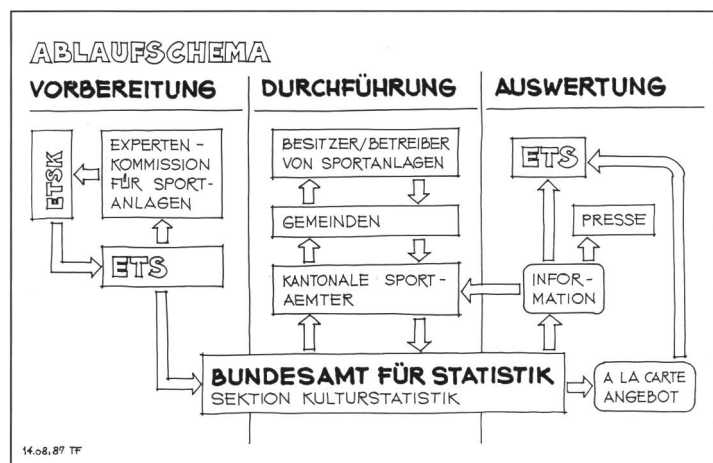 ABLAUFSCHEMA
VORBEREITUNG
ETSK
EXPERTEN-
KOMMISSION
FÜR SPORT-
ANLAGEN
ETS
DURCHFÜHRUNG
BESITZER/BETREIBER
VON SPORTANLAGEN
GEMEINDEN
KANTONALE SPORT-
AEMTER
AUSWERTUNG
ETS
PRESSE
INFOR-
MATION
BUNDESAMT FÜR STATISTIK
SEKTION KULTURSTATISTIK
A LA CARTE
ANGEBOT
14.08.87 TF